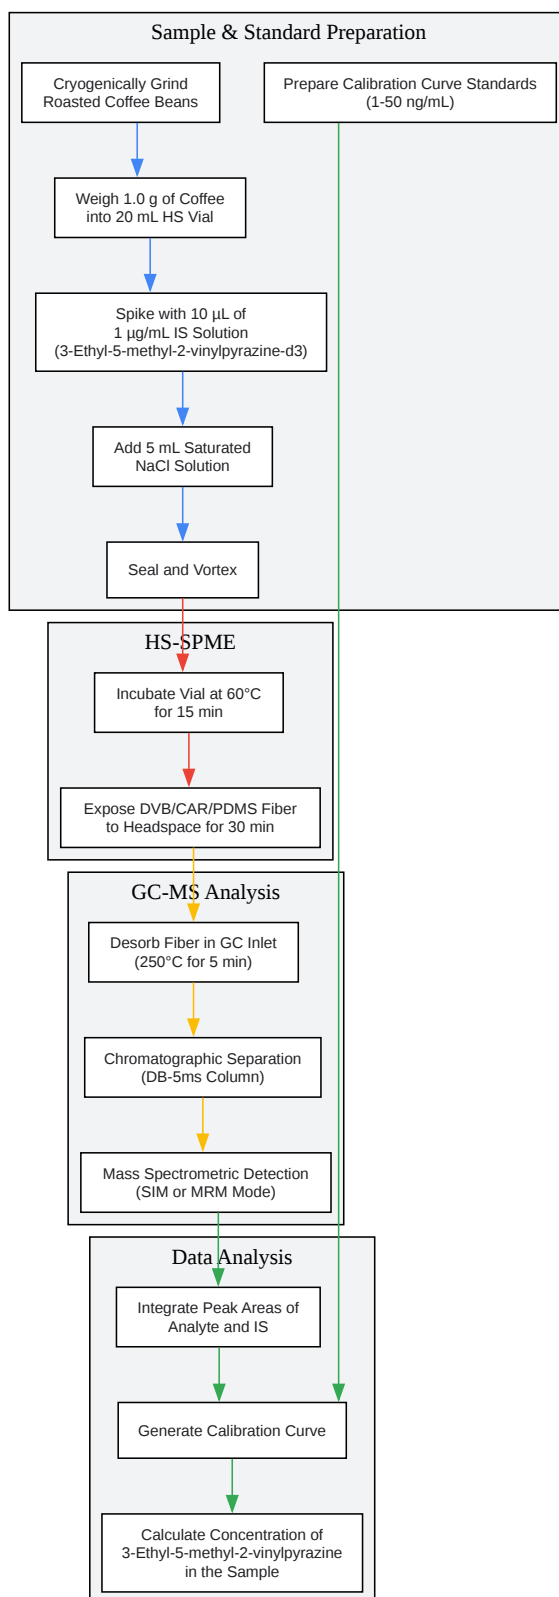 Sample & Standard Preparation
Cryogenically Grind
Roasted Coffee Beans
Prepare Calibration Curve Standards
(1-50 ng/mL)
Weigh 1.0 g of Coffee
into 20 mL HS Vial
Spike with 10 µL of
1 µg/mL IS Solution
(3-Ethyl-5-methyl-2-vinylpyrazine-d3)
Add 5 mL Saturated
NaCl Solution
Seal and Vortex
HS-SPME
Incubate Vial at 60°C
for 15 min
Expose DVB/CAR/PDMS Fiber
to Headspace for 30 min
GC-MS Analysis
Desorb Fiber in GC Inlet
(250°C for 5 min)
Chromatographic Separation
(DB-5ms Column)
Mass Spectrometric Detection
(SIM or MRM Mode)
Data Analysis
Integrate Peak Areas of
Analyte and IS
Generate Calibration Curve
Calculate Concentration of
3-Ethyl-5-methyl-2-vinylpyrazine
in the Sample